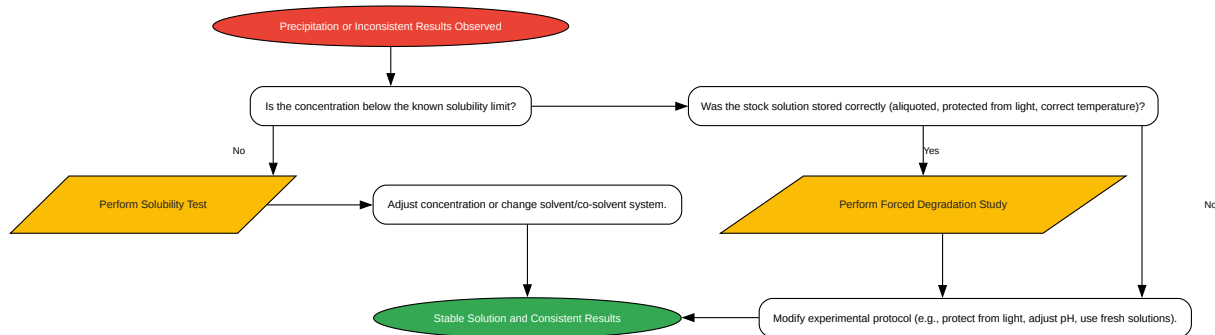 Precipitation or Inconsistent Results Observed
Is the concentration below the known solubility limit?
Was the stock solution stored correctly (aliquoted, protected from light, correct temperature)?
No
Yes
Perform Solubility Test
Adjust concentration or change solvent/co-solvent system.
Perform Forced Degradation Study
No
Stable Solution and Consistent Results
Modify experimental protocol (e.g., protect from light, adjust pH, use fresh solutions).